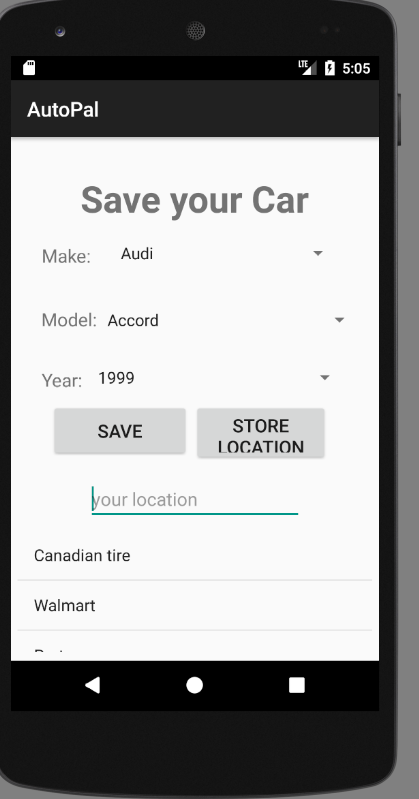 LTE 5:05
AutoPal
Save your Car
Make: Audi
Model: Accord
Year: 1999
SAVE
STORE
LOCATION
your location
Canadian tire
Walmart